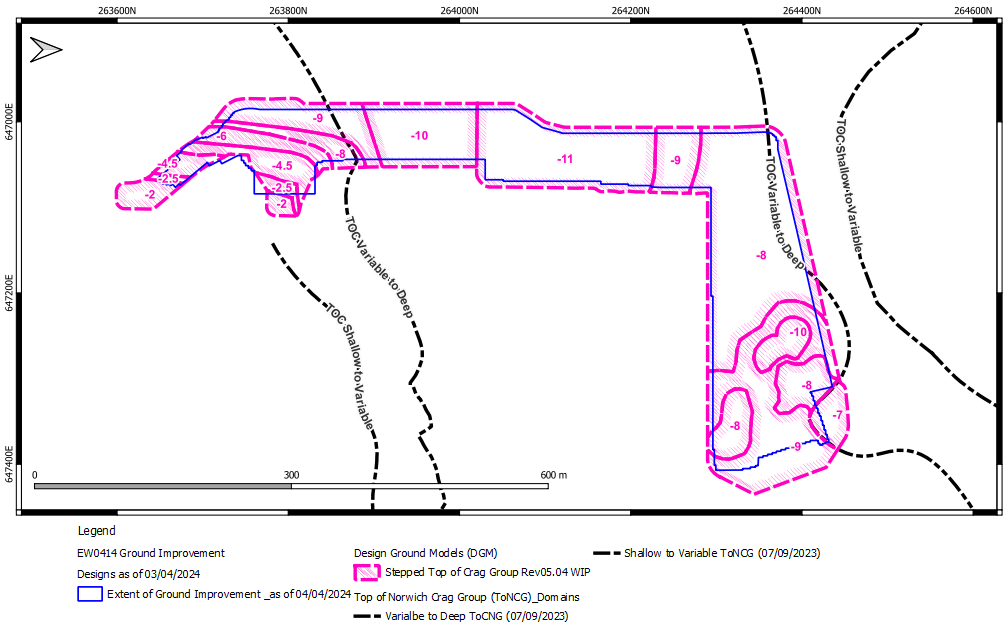 263600N 263800N 264000N 264200N 264400N 264600N
647000E
647200E
647400E
-9
-10
-11
-9
-6
-8
-4.5
-4.5
-2.5
-2.5
-2
-2
-8
-10
-8
-7
-8
-9
TOC·Variable·to·Deep
TOC·Shallow·to·Variable
TOC·Variable·to·Deep
TOC·Shallow·to·Variable
0 300 600 m
Legend
EW0414 Ground Improvement
Designs as of 03/04/2024
Extent of Ground Improvement _as of 04/04/2024
Design Ground Models (DGM)
Stepped Top of Crag Group Rev05.04 WIP
Top of Norwich Crag Group (ToNCG)_Domains
Varialbe to Deep ToCNG (07/09/2023)
Shallow to Variable ToNCG (07/09/2023)